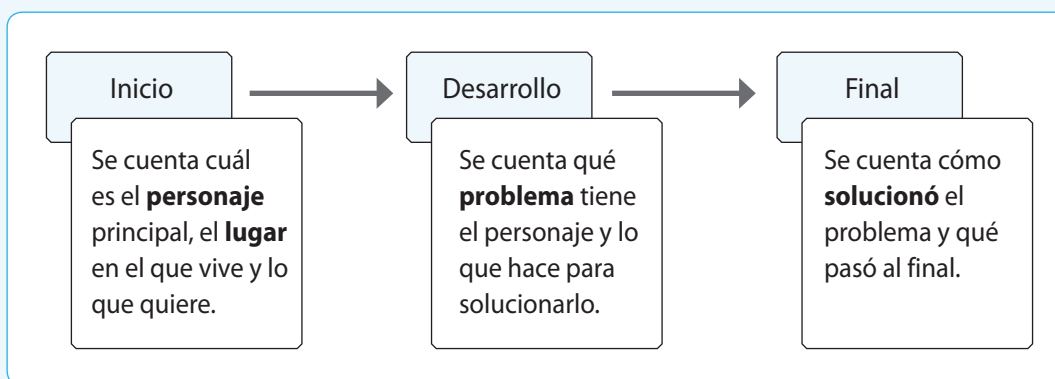 Inicio
Se cuenta cuál
es el personaje
principal, el lugar
en el que vive y lo
que quiere.
Desarrollo
Se cuenta qué
problema tiene
el personaje y lo
que hace para
solucionarlo.
Final
Se cuenta cómo
solucionó el
problema y qué
pasó al final.